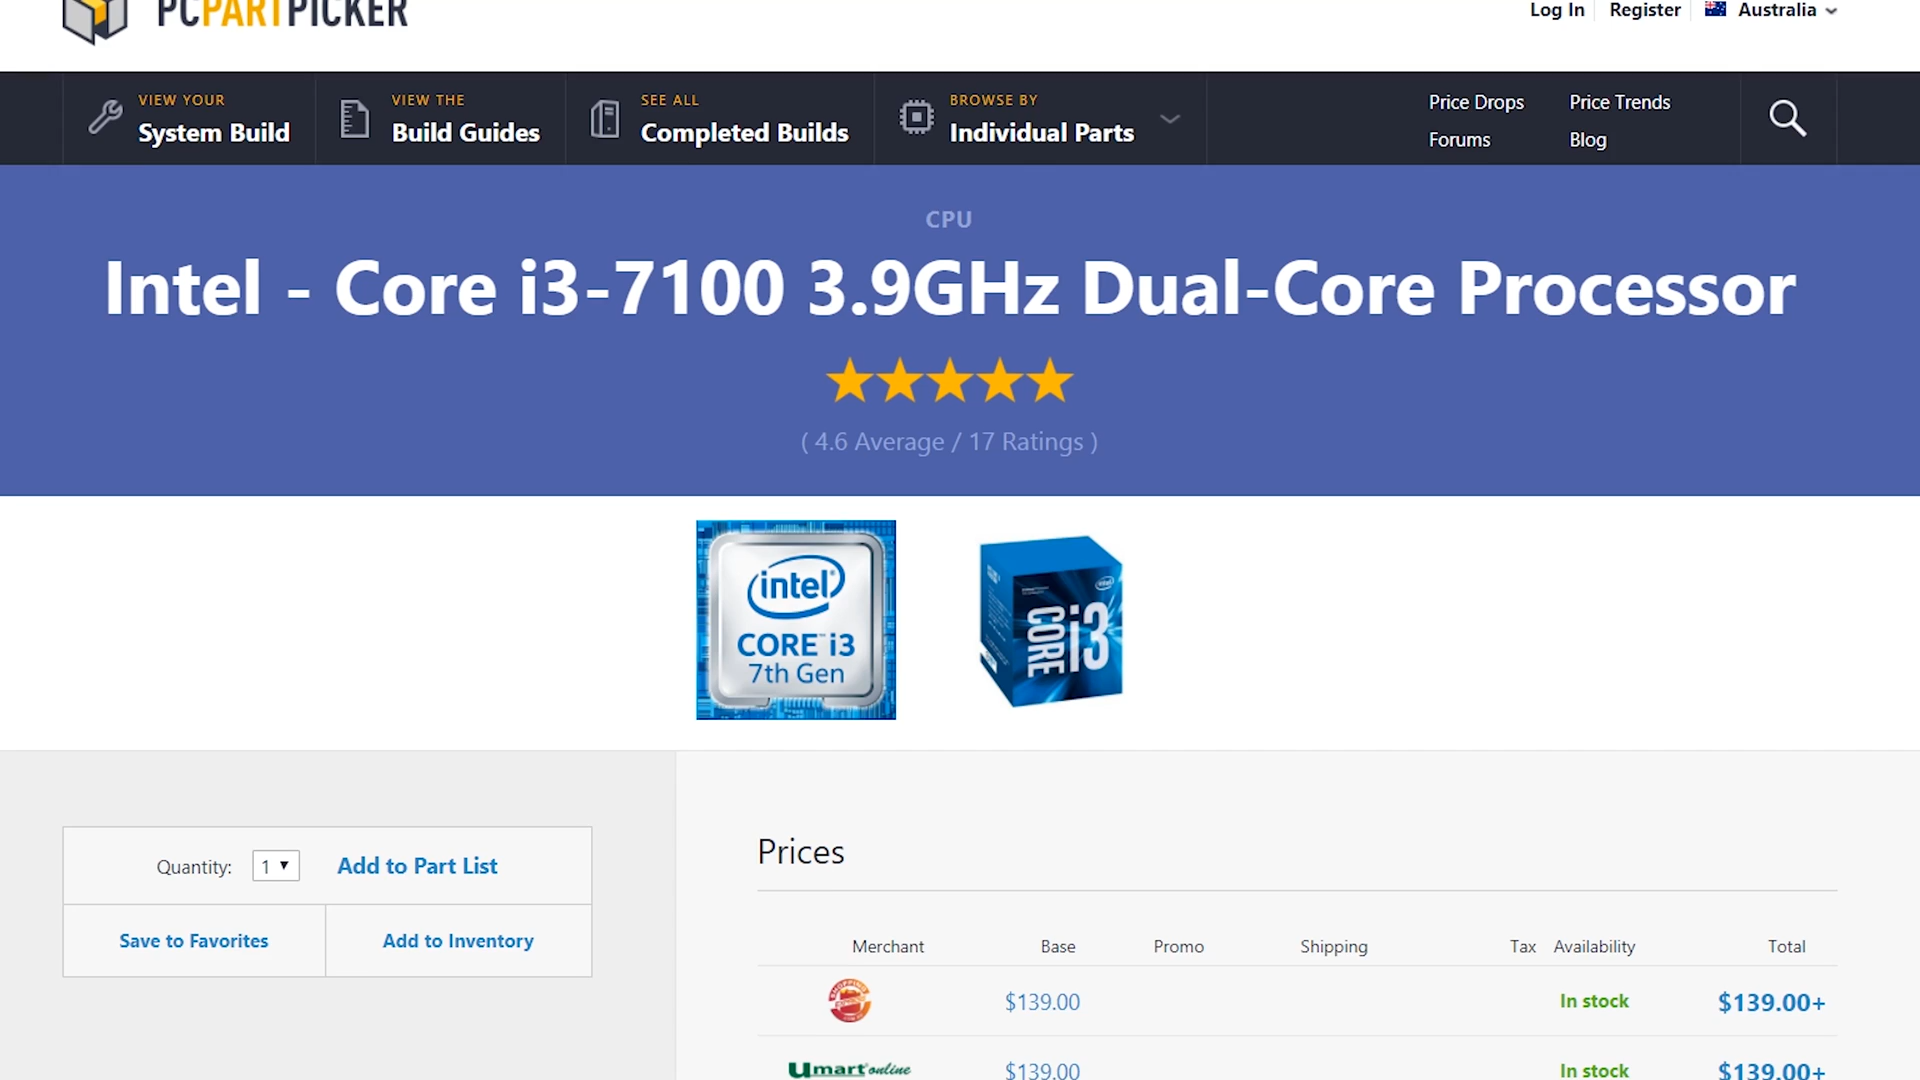 PCPARTPICKER
Log In Register Australia
VIEW YOUR
System Build
VIEW THE
Build Guides
SEE ALL
Completed Builds
BROWSE BY
Individual Parts
Price Drops Price Trends
Forums Blog
CPU
Intel - Core i3-7100 3.9GHz Dual-Core Processor
( 4.6 Average / 17 Ratings )
intel
CORE™ i3
7th Gen
intel
CORE i3
Quantity: 1 Add to Part List
Save to Favorites Add to Inventory
Prices
Merchant Base Promo Shipping Tax Availability Total
SHOPPING
$139.00 In stock $139.00+
Umart online $139.00 In stock $139.00+